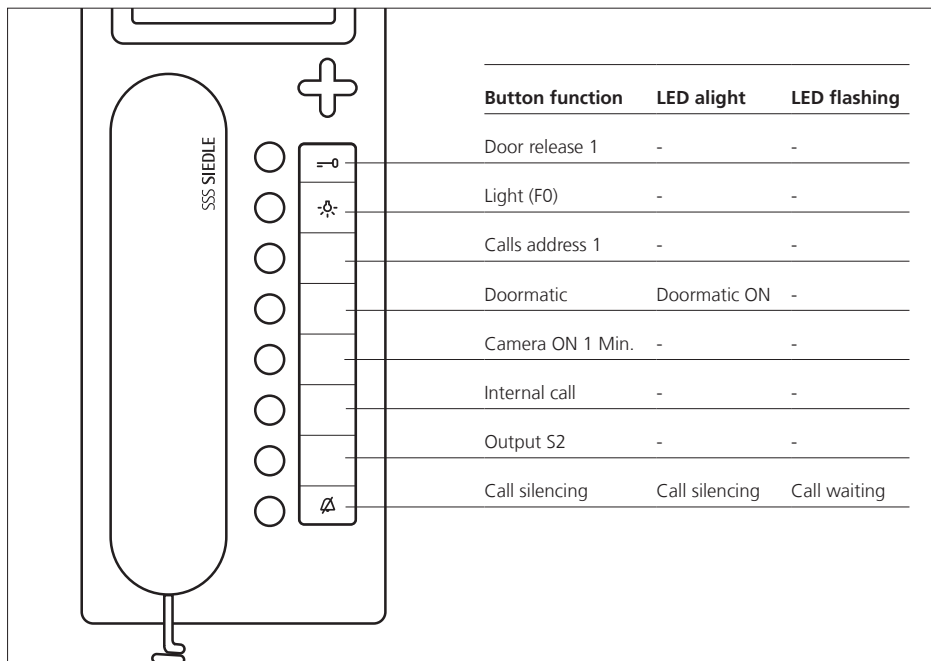 SSS SIEDLE
Button function LED alight LED flashing
Door release 1 - -
Light (F0) - -
Calls address 1 - -
Doormatic Doormatic ON -
Camera ON 1 Min. - -
Internal call - -
Output S2 - -
Call silencing Call silencing Call waiting